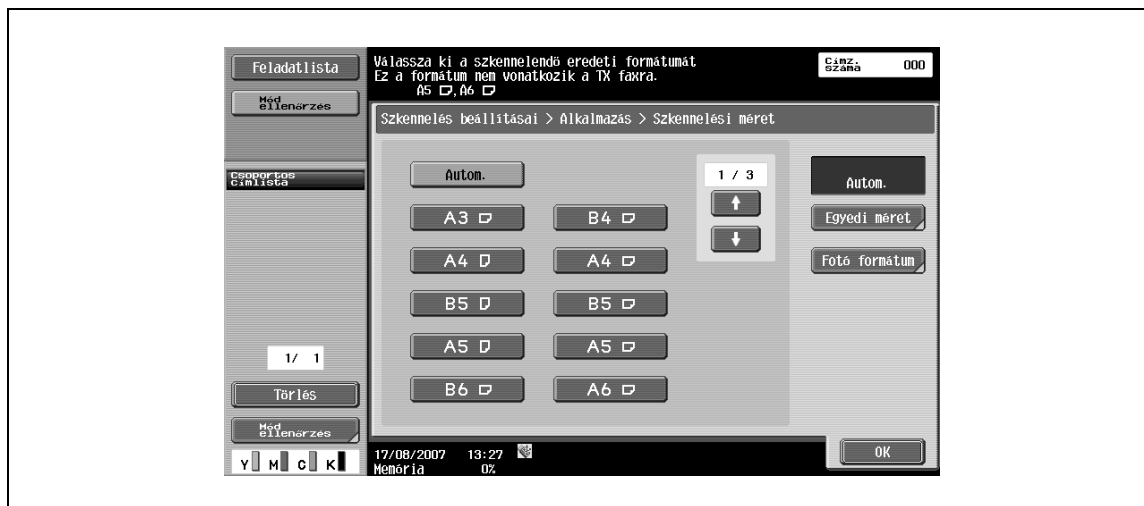 Feladatlista
Mód
ellenőrzés
Csoportos
címlista
1/ 1
Törlés
Mód
ellenőrzés
Y M C K
Válassza ki a szkennelendö eredeti formátumát
Ez a formátum nem vonatkozik a TX faxra.
A5 , A6
Címz.
száma 000
Szkennelés beállításai > Alkalmazás > Szkennelési méret
Autom.
1 / 3
A3 B4
A4 A4
B5 B5
A5 A5
B6 A6
Autom.
Egyedi méret
Fotó formátum
17/08/2007 13:27
Memória 0%
OK